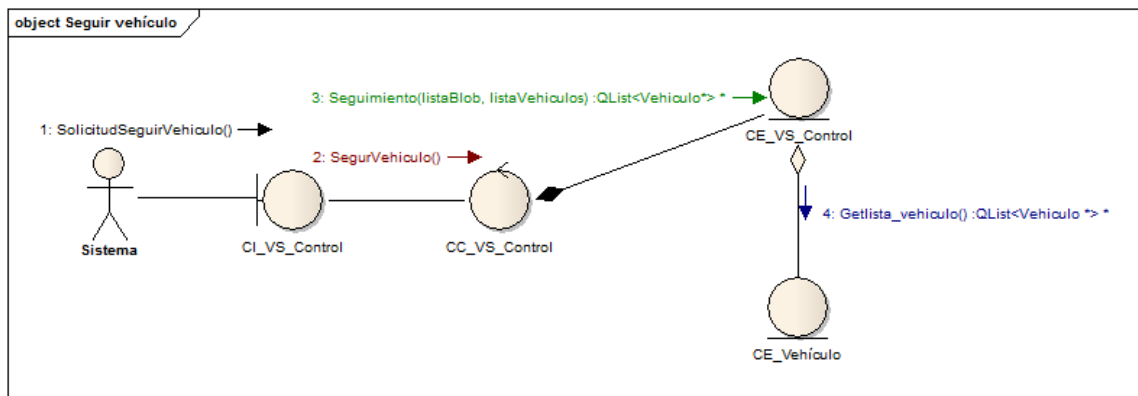 object Seguir vehículo
3: Seguimiento(listaBlob, listaVehiculos) :QList<Vehiculo*> *
CE_VS_Control
1: SolicitudSeguirVehiculo()
2: SegurVehiculo()
4: Getlista_vehiculo() :QList<Vehiculo *> *
Sistema
CI_VS_Control
CC_VS_Control
CE_Vehículo